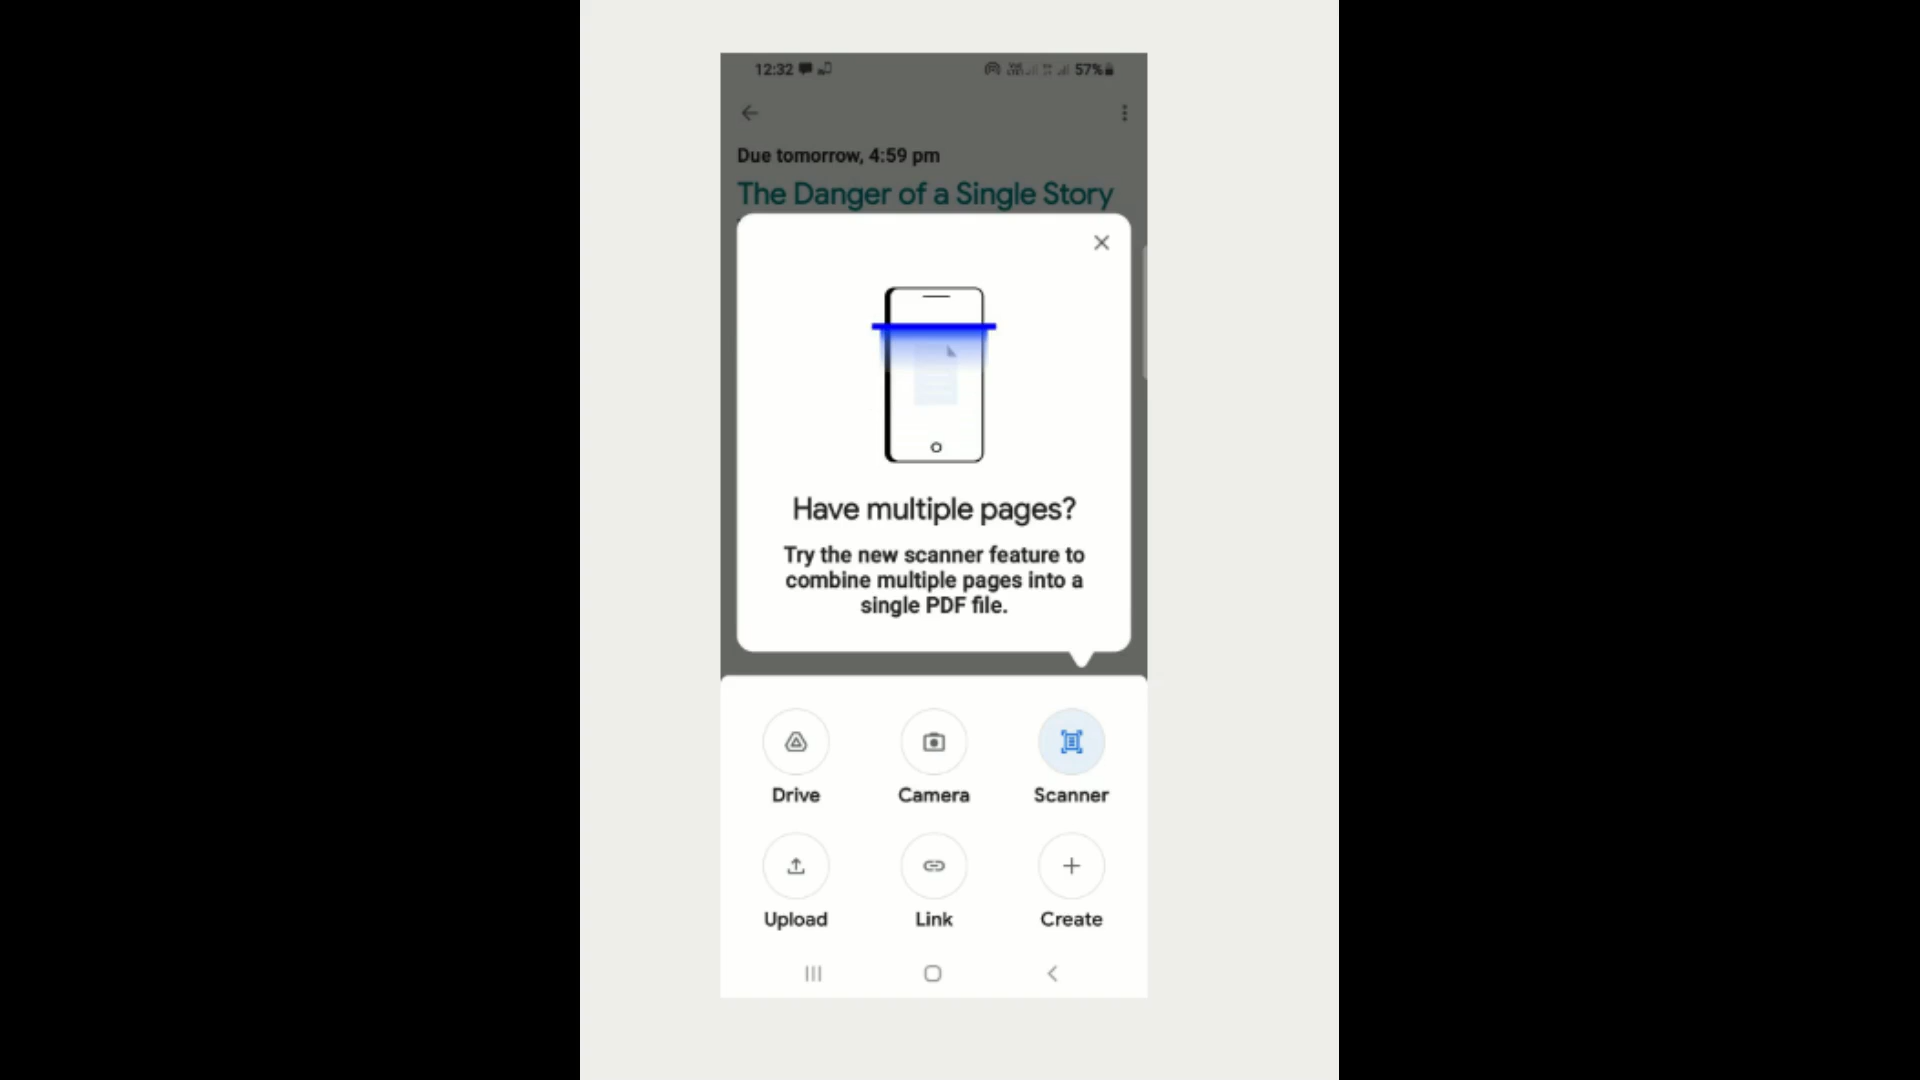 12:32
57%
Due tomorrow, 4:59 pm
The Danger of a Single Story
Have multiple pages?
Try the new scanner feature to
combine multiple pages into a
single PDF file.
Drive
Camera
Scanner
Upload
Link
Create